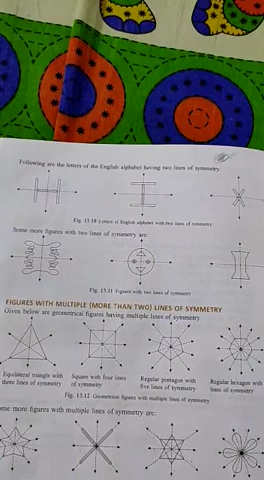 Following are the letters of the English alphabet having two lines of symmetry.
H I X
Fig. 13.10 Letters of English alphabet with two lines of symmetry
Some more figures with two lines of symmetry are:
Fig. 13.11 Figures with two lines of symmetry
FIGURES WITH MULTIPLE (MORE THAN TWO) LINES OF SYMMETRY
Given below are geometrical figures having multiple lines of symmetry
Equilateral triangle with
three lines of symmetry
Square with four lines
of symmetry
Regular pentagon with
five lines of symmetry
Regular hexagon with
lines of symmetry
Fig. 13.12 Geometrical figures with multiple lines of symmetry
me more figures with multiple lines of symmetry are: